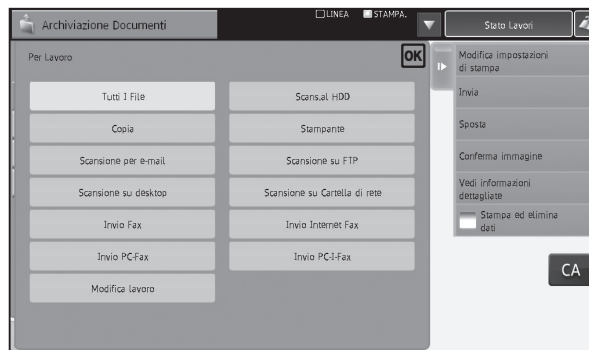 Archiviazione Documenti
LINEA STAMPA.
Stato Lavori
Per Lavoro
OK
Tutti I File
Scans.al HDD
Copia
Stampante
Scansione per e-mail
Scansione su FTP
Scansione su desktop
Scansione su Cartella di rete
Invio Fax
Invio Internet Fax
Invio PC-Fax
Invio PC-I-Fax
Modifica lavoro
Modifica impostazioni
di stampa
Invia
Sposta
Conferma immagine
Vedi informazioni
dettagliate
Stampa ed elimina
dati
CA